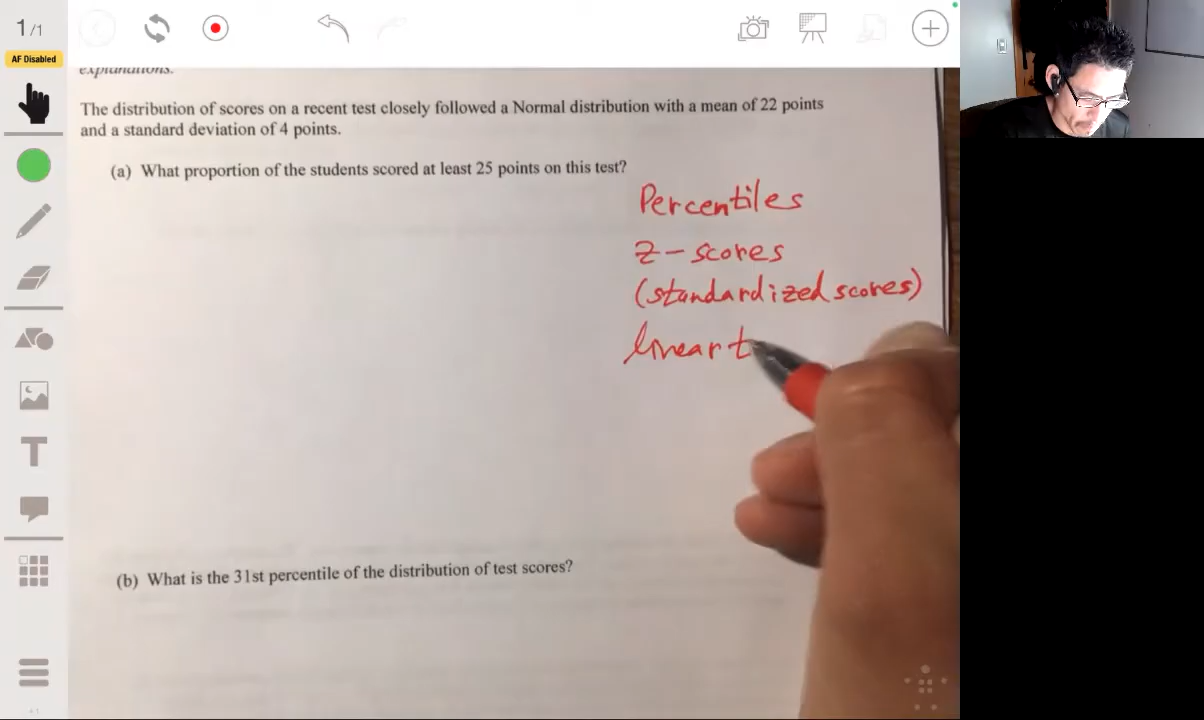 1/1
AF Disabled
explanations.
The distribution of scores on a recent test closely followed a Normal distribution with a mean of 22 points
and a standard deviation of 4 points.
(a) What proportion of the students scored at least 25 points on this test?
Percentiles
z-scores
(standardized scores)
linear t
T
(b) What is the 31st percentile of the distribution of test scores?